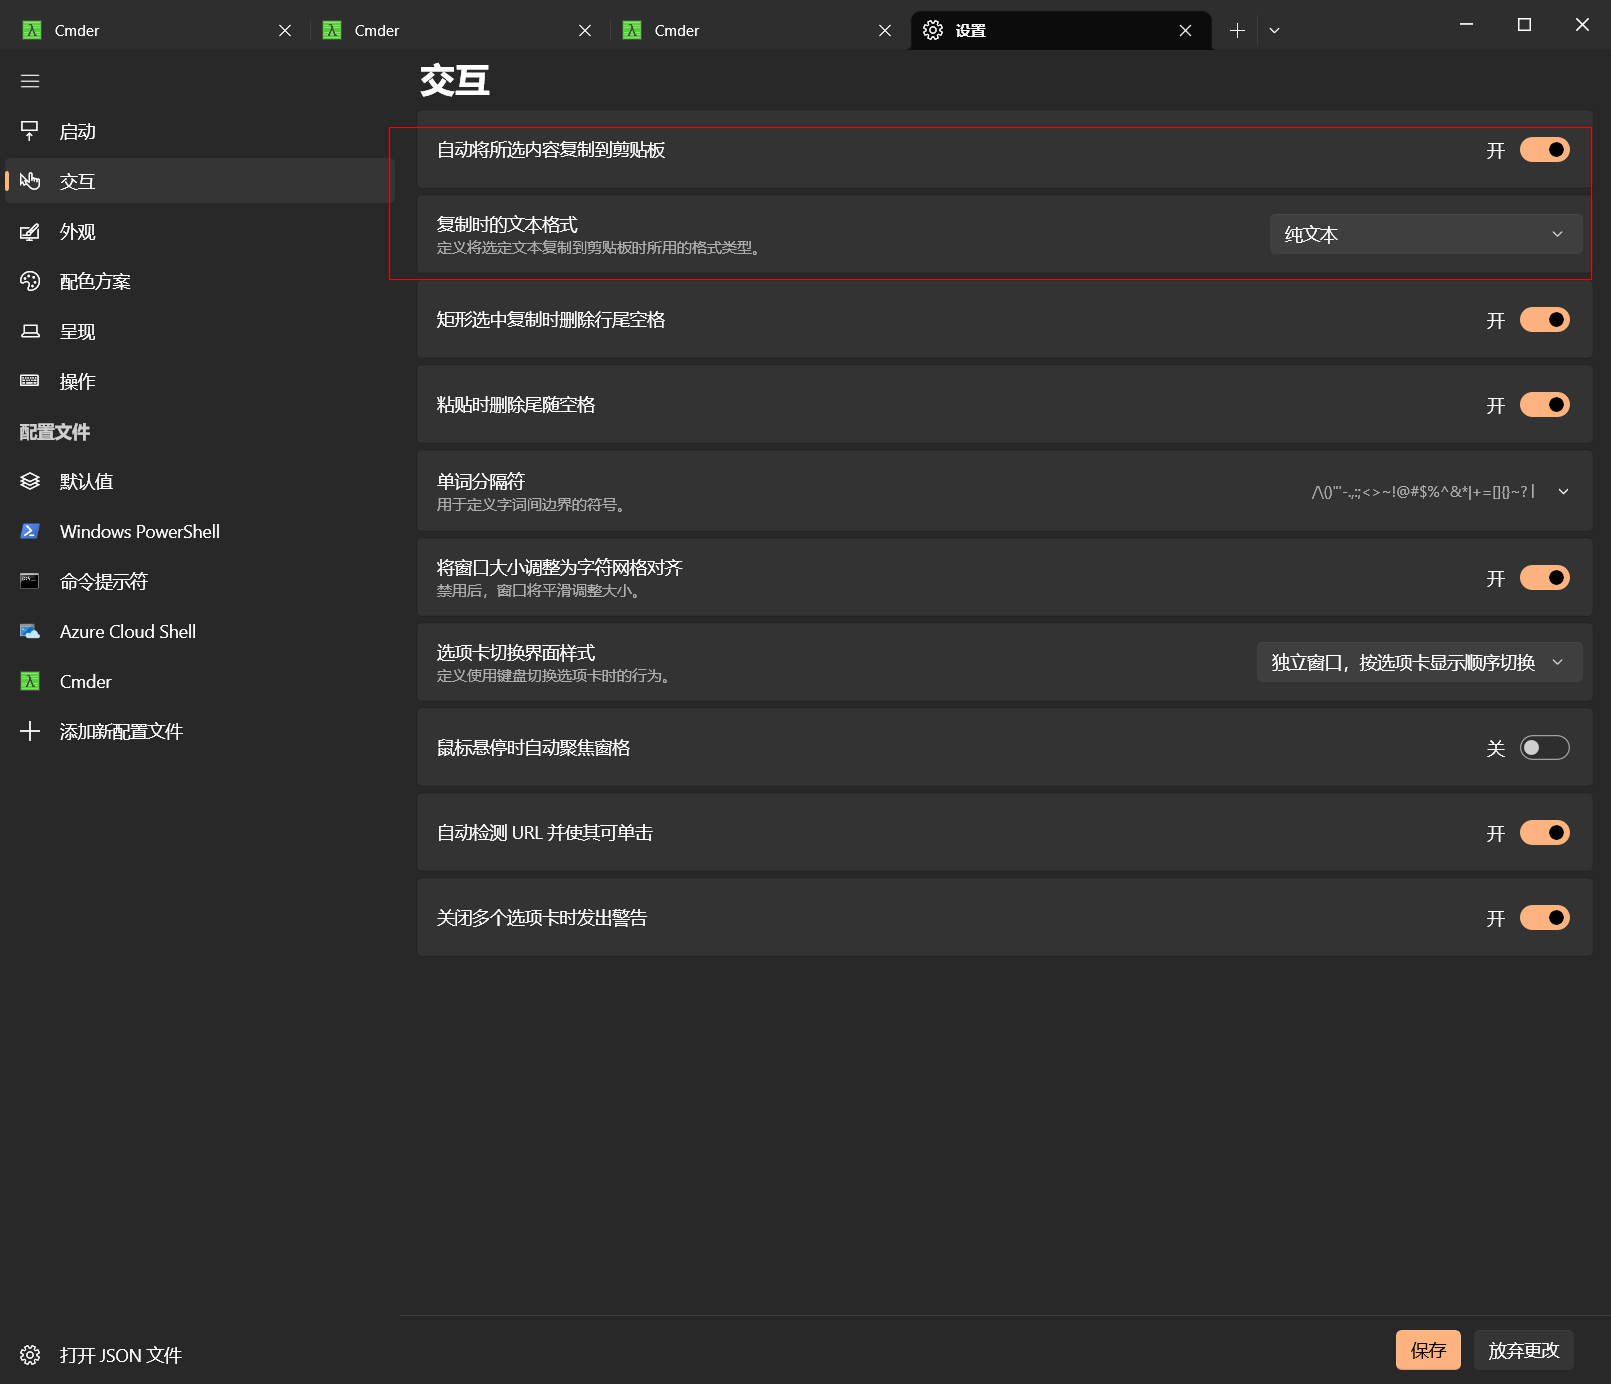 Cmder
Cmder
Cmder
设置
启动
交互
外观
配色方案
呈现
操作
配置文件
默认值
Windows PowerShell
命令提示符
Azure Cloud Shell
Cmder
添加新配置文件
打开 JSON 文件
交互
自动将所选内容复制到剪贴板
开
复制时的文本格式
定义将选定文本复制到剪贴板时所用的格式类型。
纯文本
矩形选中复制时删除行尾空格
开
粘贴时删除尾随空格
开
单词分隔符
用于定义字词间边界的符号。
/\()"'-.,:;<>~!@#$%^&*|+=[]{}~?│
将窗口大小调整为字符网格对齐
禁用后，窗口将平滑调整大小。
开
选项卡切换界面样式
定义使用键盘切换选项卡时的行为。
独立窗口，按选项卡显示顺序切换
鼠标悬停时自动聚焦窗格
关
自动检测 URL 并使其可单击
开
关闭多个选项卡时发出警告
开
保存
放弃更改